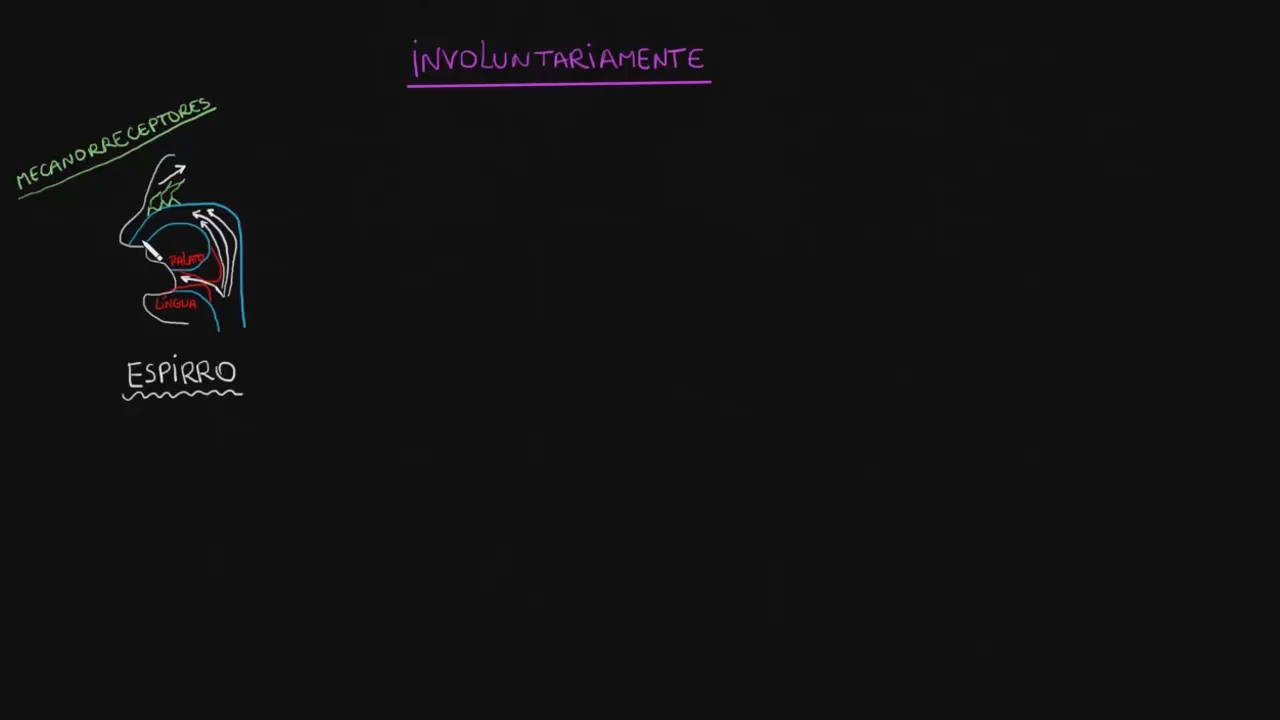 INVOLUNTARIAMENTE
MECANORRECEPTORES
PALATO
LÍNGUA
ESPIRRO